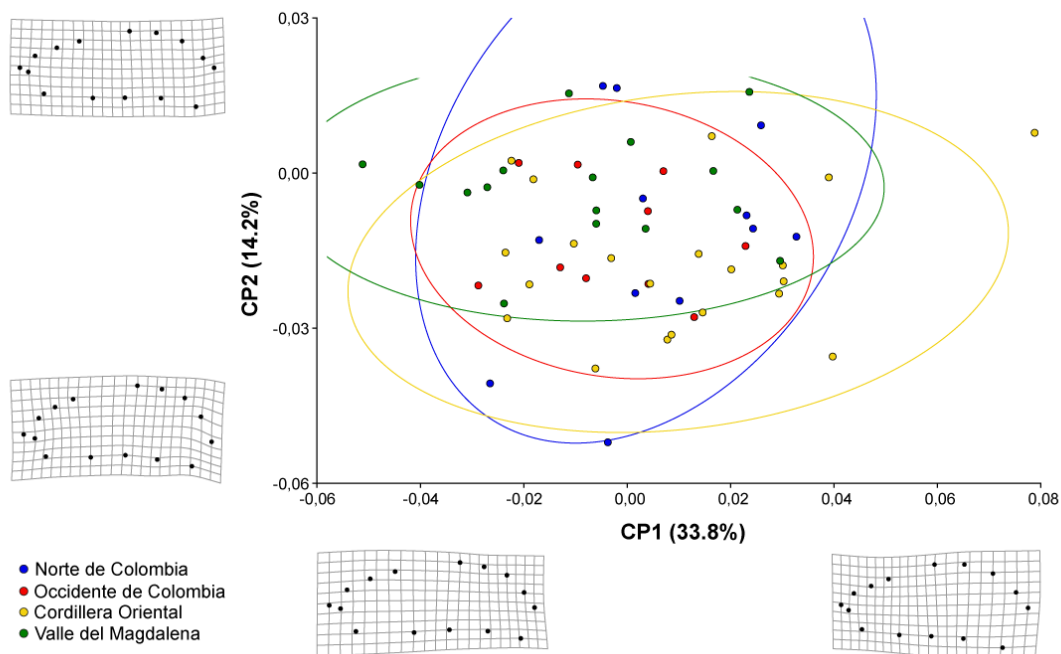 0,03
0,00
-0,03
-0,06
CP2 (14.2%)
-0,06 -0,04 -0,02 0,00 0,02 0,04 0,06 0,08
CP1 (33.8%)
Norte de Colombia
Occidente de Colombia
Cordillera Oriental
Valle del Magdalena